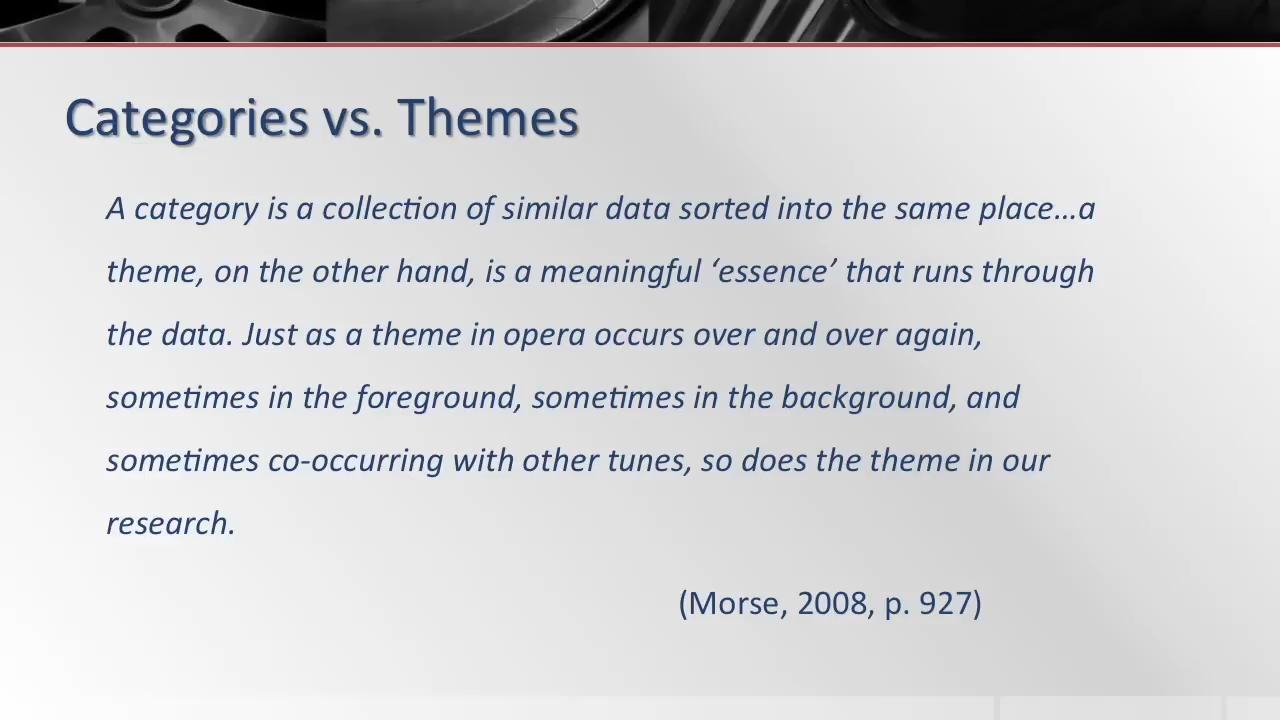 Categories vs. Themes
A category is a collection of similar data sorted into the same place…a
theme, on the other hand, is a meaningful ‘essence’ that runs through
the data. Just as a theme in opera occurs over and over again,
sometimes in the foreground, sometimes in the background, and
sometimes co-occurring with other tunes, so does the theme in our
research.
(Morse, 2008, p. 927)